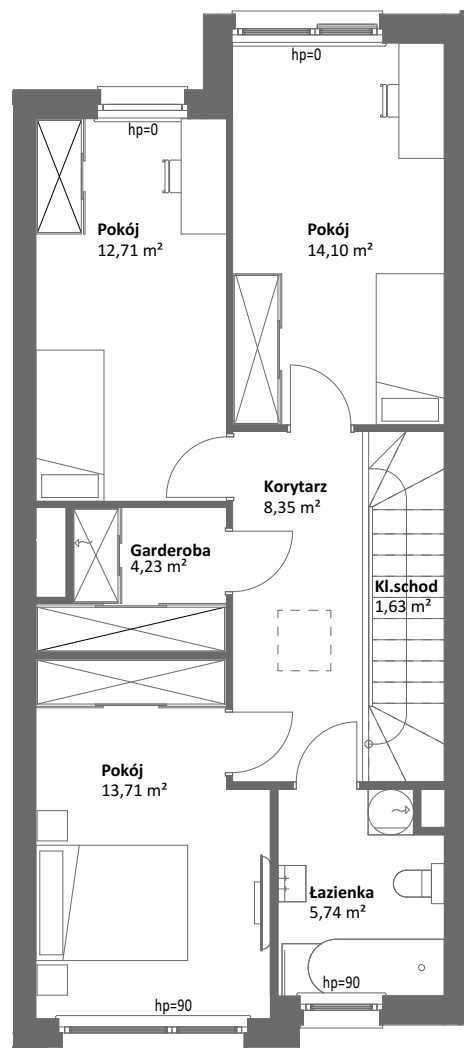 hp=0
hp=0
Pokój
12,71 m²
Pokój
14,10 m²
Korytarz
8,35 m²
Garderoba
4,23 m²
Kl.schod
1,63 m²
Pokój
13,71 m²
Łazienka
5,74 m²
hp=90
hp=90